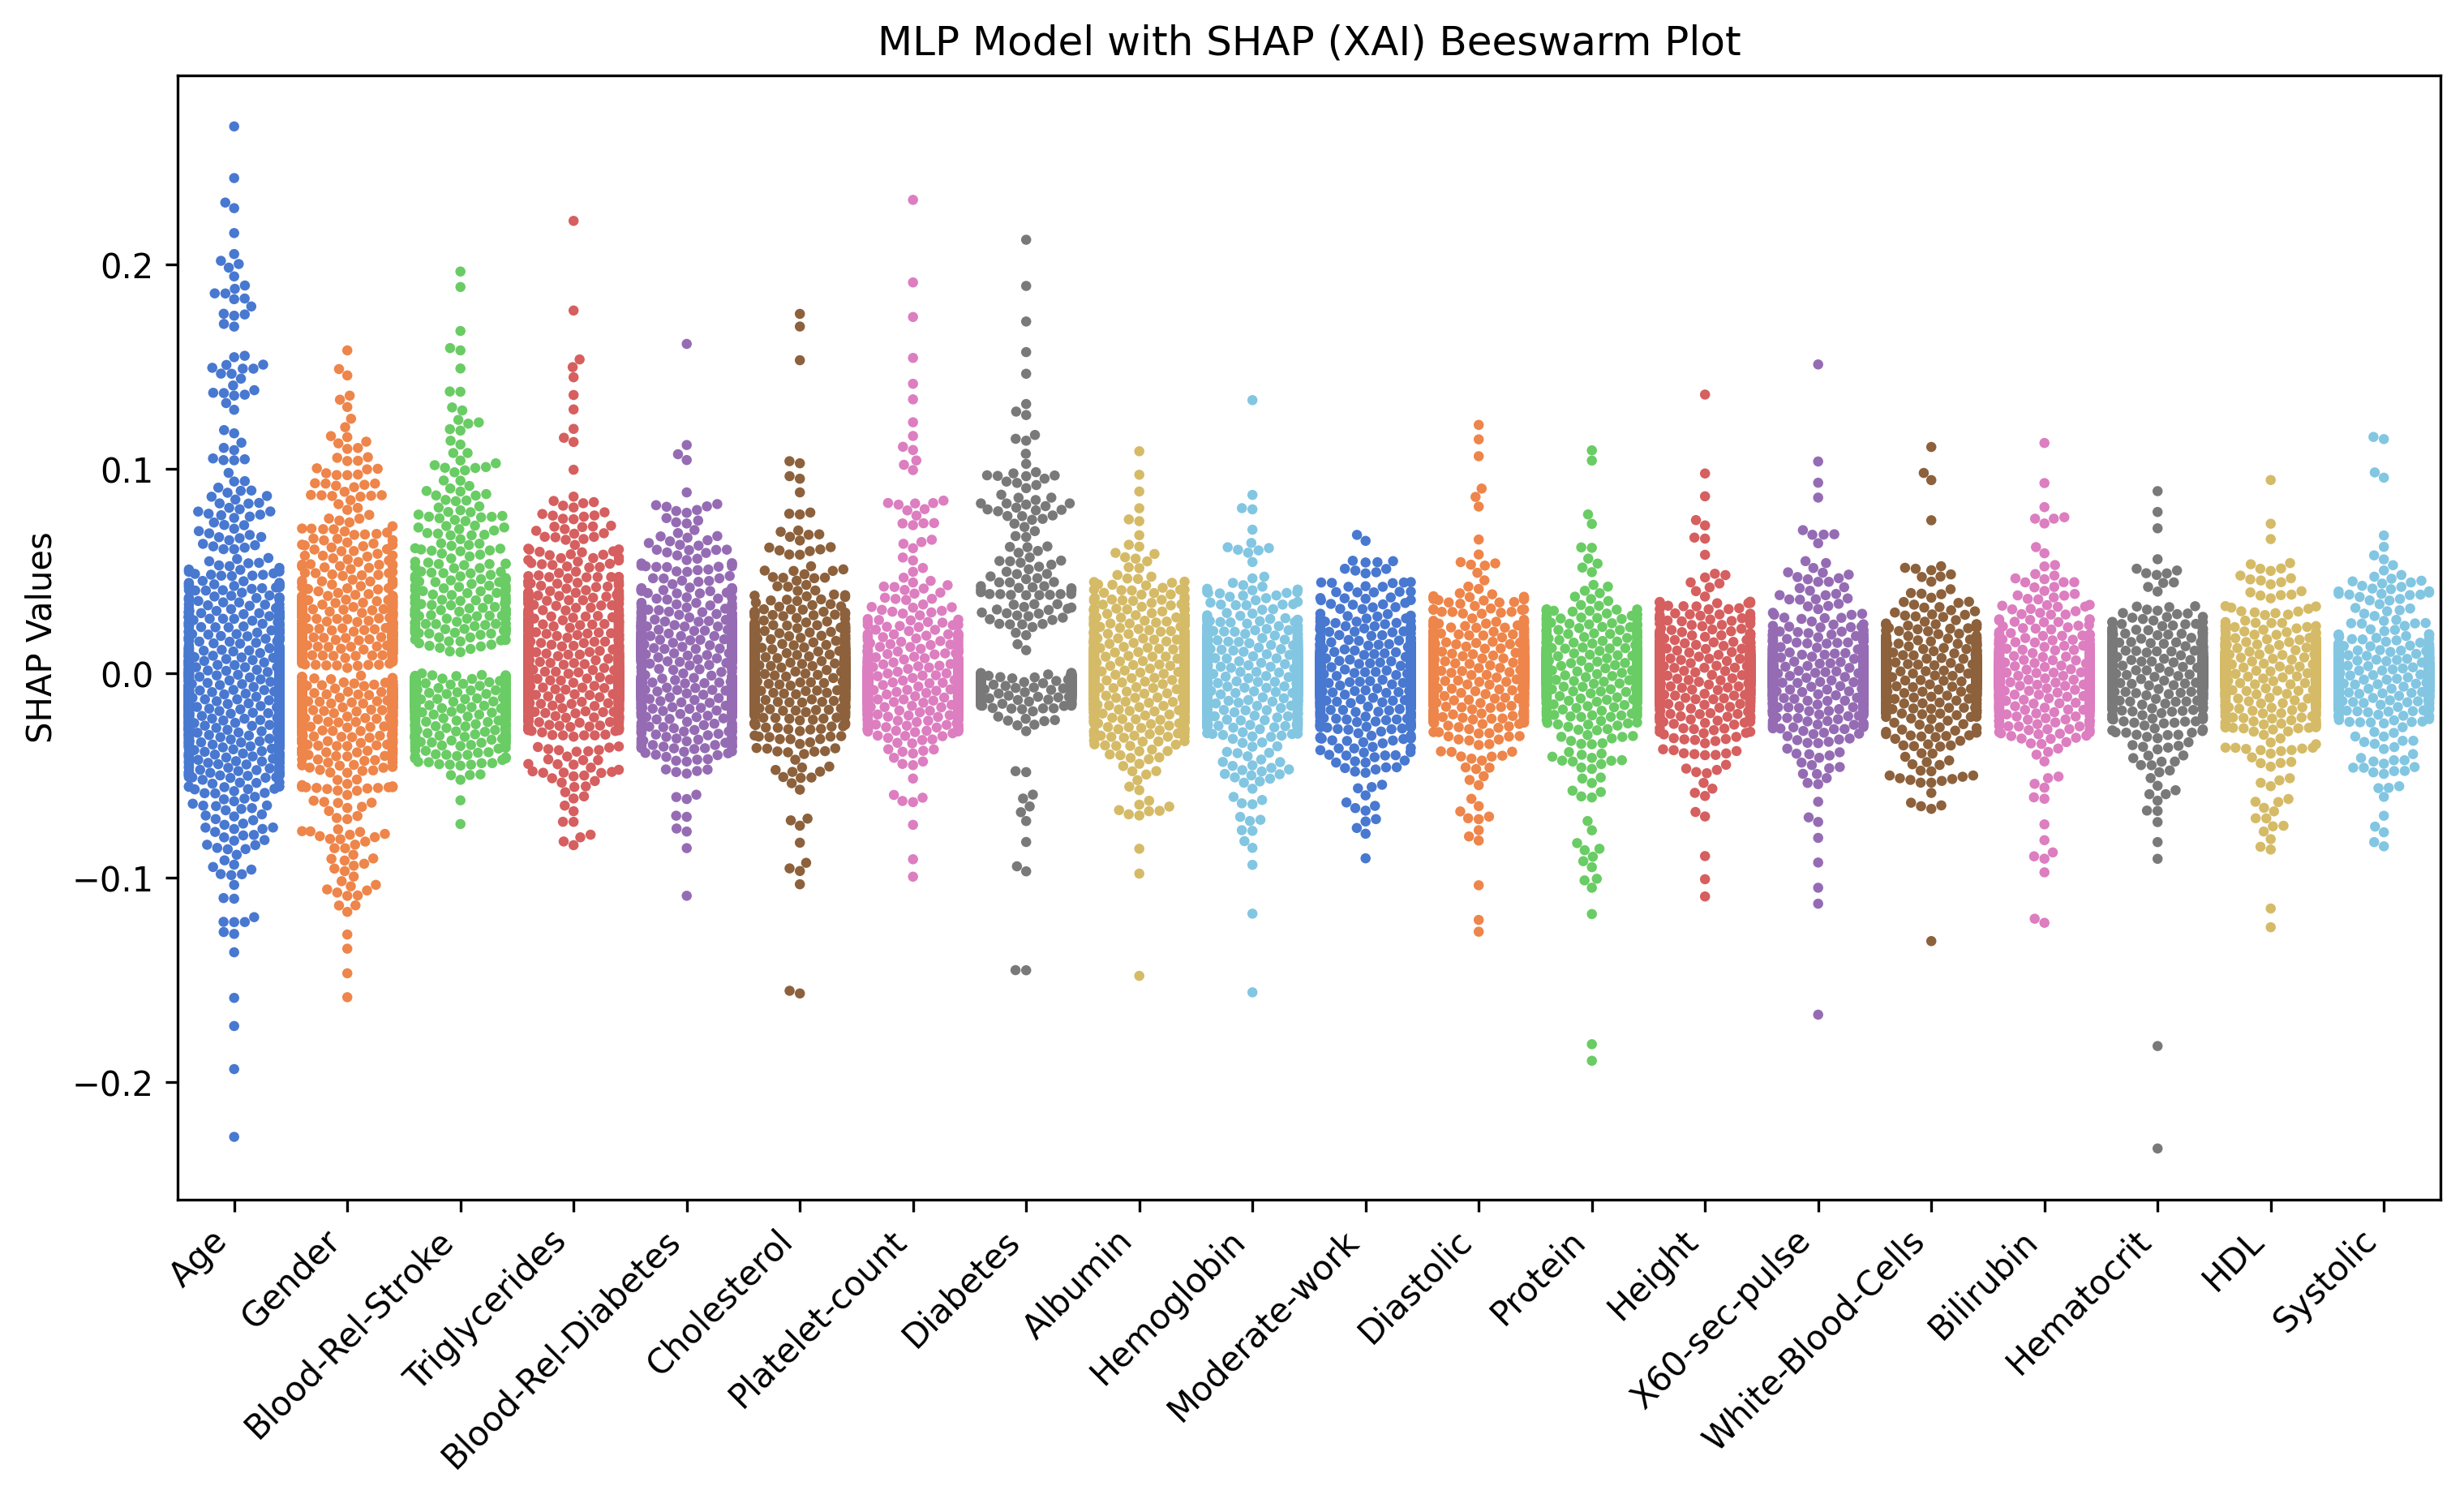 MLP Model with SHAP (XAI) Beeswarm Plot
SHAP Values
0.2
0.1
0.0
−0.1
−0.2
Age
Gender
Blood-Rel-Stroke
Triglycerides
Blood-Rel-Diabetes
Cholesterol
Platelet-count
Diabetes
Albumin
Hemoglobin
Moderate-work
Diastolic
Protein
Height
X60-sec-pulse
White-Blood-Cells
Bilirubin
Hematocrit
HDL
Systolic